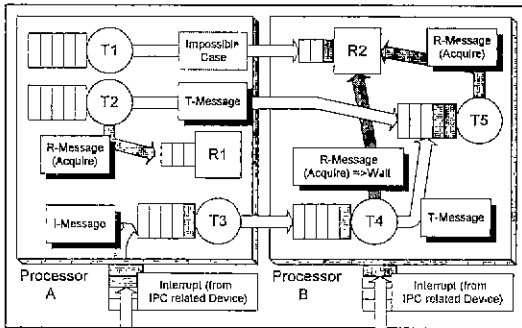 T1
Impossible
Case
R2
R-Message
(Acquire)
T2
T-Message
T5
R-Message
(Acquire)
R1
R-Message
(Acquire) =>Wait
I-Message
T3
T4
T-Message
Processor
A
Interrupt (from
IPC related Device)
Processor
B
Interrupt (from
IPC related Device)